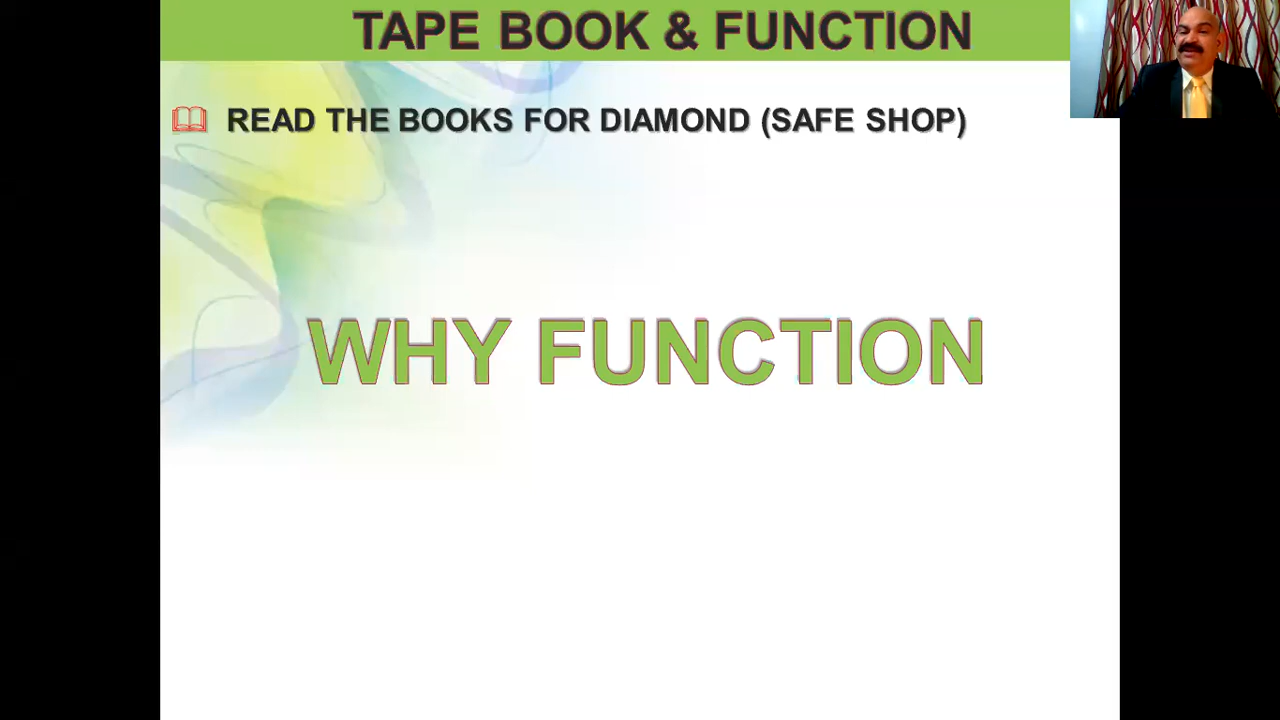 TAPE BOOK & FUNCTION
READ THE BOOKS FOR DIAMOND (SAFE SHOP)
WHY FUNCTION